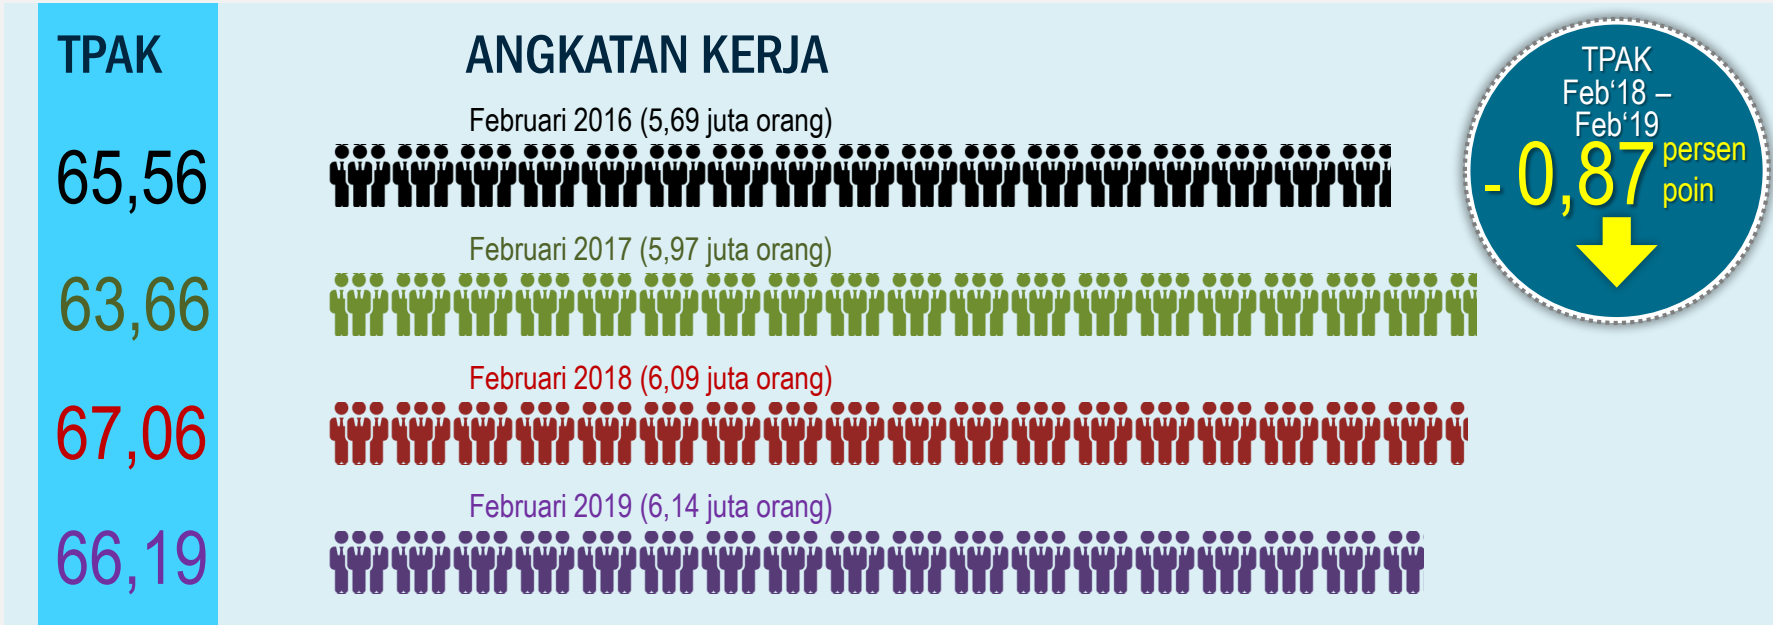 TPAK
ANGKATAN KERJA
Februari 2016 (5,69 juta orang)
65,56
Februari 2017 (5,97 juta orang)
63,66
Februari 2018 (6,09 juta orang)
67,06
Februari 2019 (6,14 juta orang)
66,19
TPAK
Feb‘18 –
Feb‘19
- 0,87 persen
poin